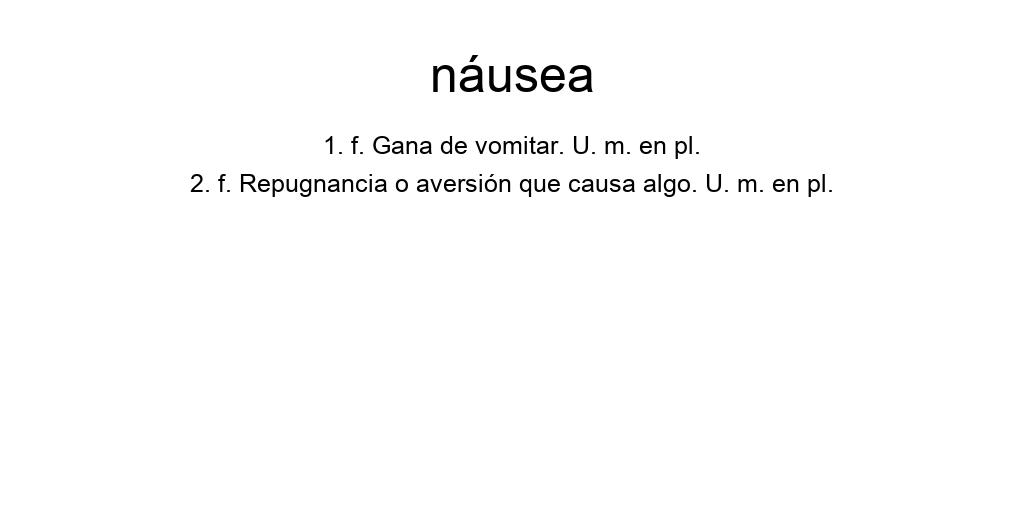 náusea
1. f. Gana de vomitar. U. m. en pl.
2. f. Repugnancia o aversión que causa algo. U. m. en pl.